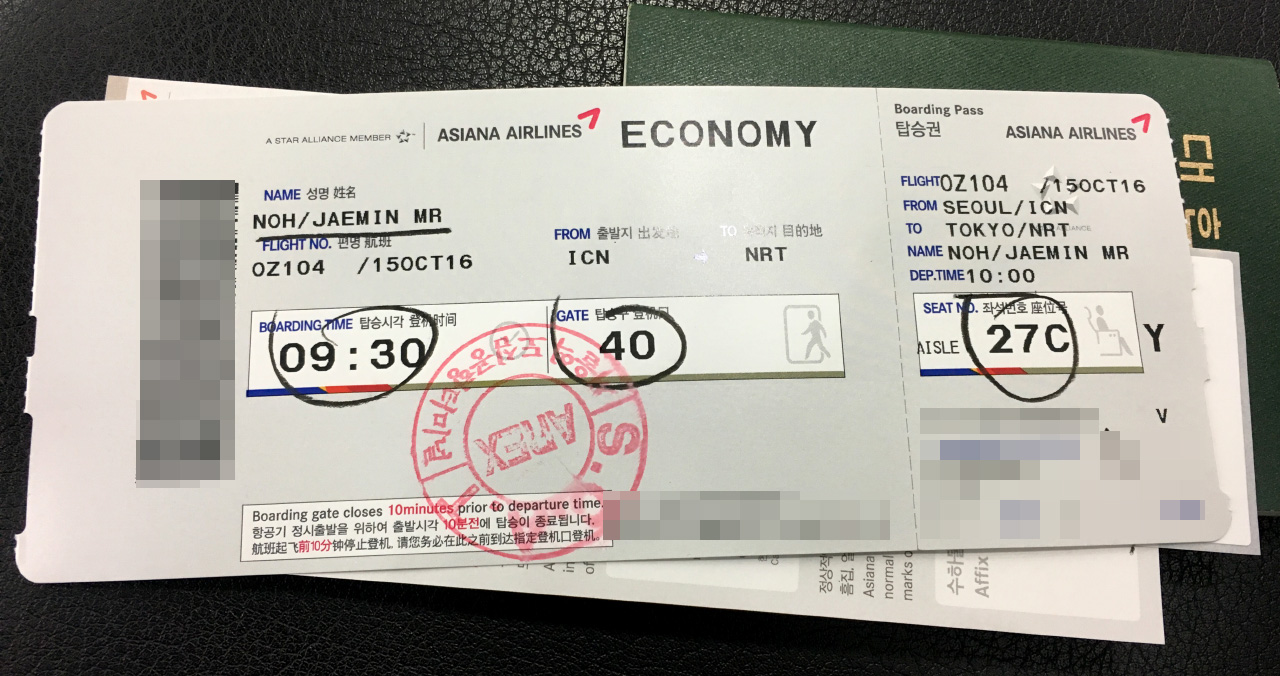 A STAR ALLIANCE MEMBER
ASIANA AIRLINES
ECONOMY
NAME 성명 姓名
NOH/JAEMIN MR
FLIGHT NO. 편명 航班
OZ104 /15OCT16
FROM 출발지 出发
ICN
TO 目的地
NRT
BOARDING TIME 탑승시각 登机时间
09:30
GATE 탑승구 登机口
40
AREX
Boarding gate closes 10minutes prior to departure time.
항공기 정시출발을 위하여 출발시각 10분전에 탑승이 종료됩니다.
航班起飞前10分钟停止登机, 请您务必在此之前到达指定登机口登机.
Boarding Pass
탑승권
ASIANA AIRLINES
FLIGHT OZ104 /15OCT16
FROM SEOUL/ICN
TO TOKYO/NRT
NAME NOH/JAEMIN MR
DEP.TIME 10:00
SEAT NO. 좌석번호 座位号
AISLE 27C
Y
V
대
정상적
흠집,
Asiana
normal
marks
수하물
Affix